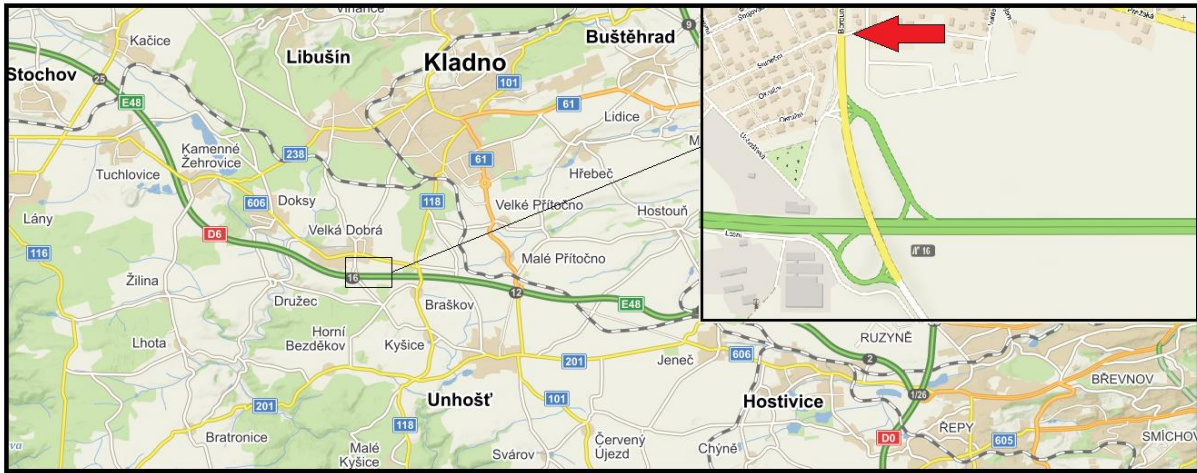 Vinařice
Kačice
Libušín
Buštěhrad
9
Stochov
Kladno
25
E48
101
61
Lidice
Kamenné
Žehrovice
238
61
Tuchlovice
Hřebeč
Doksy
606
118
Velké Přítočno
Hostouň
Lány
Velká Dobrá
D6
116
Malé Přítočno
16
Žilina
Družec
Braškov
12
E48
Horní
Bezděkov
Lhota
Kyšice
201
Jeneč
606
RUZYNĚ
2
Unhošť
101
Hostivice
1/26
BŘEVNOV
201
118
ŘEPY
D0
605
SMÍCHOV
Bratronice
Malé
Kyšice
Svárov
Červený
Újezd
Chýně
Slunečná
Okružní
Okružní
Lesní
16